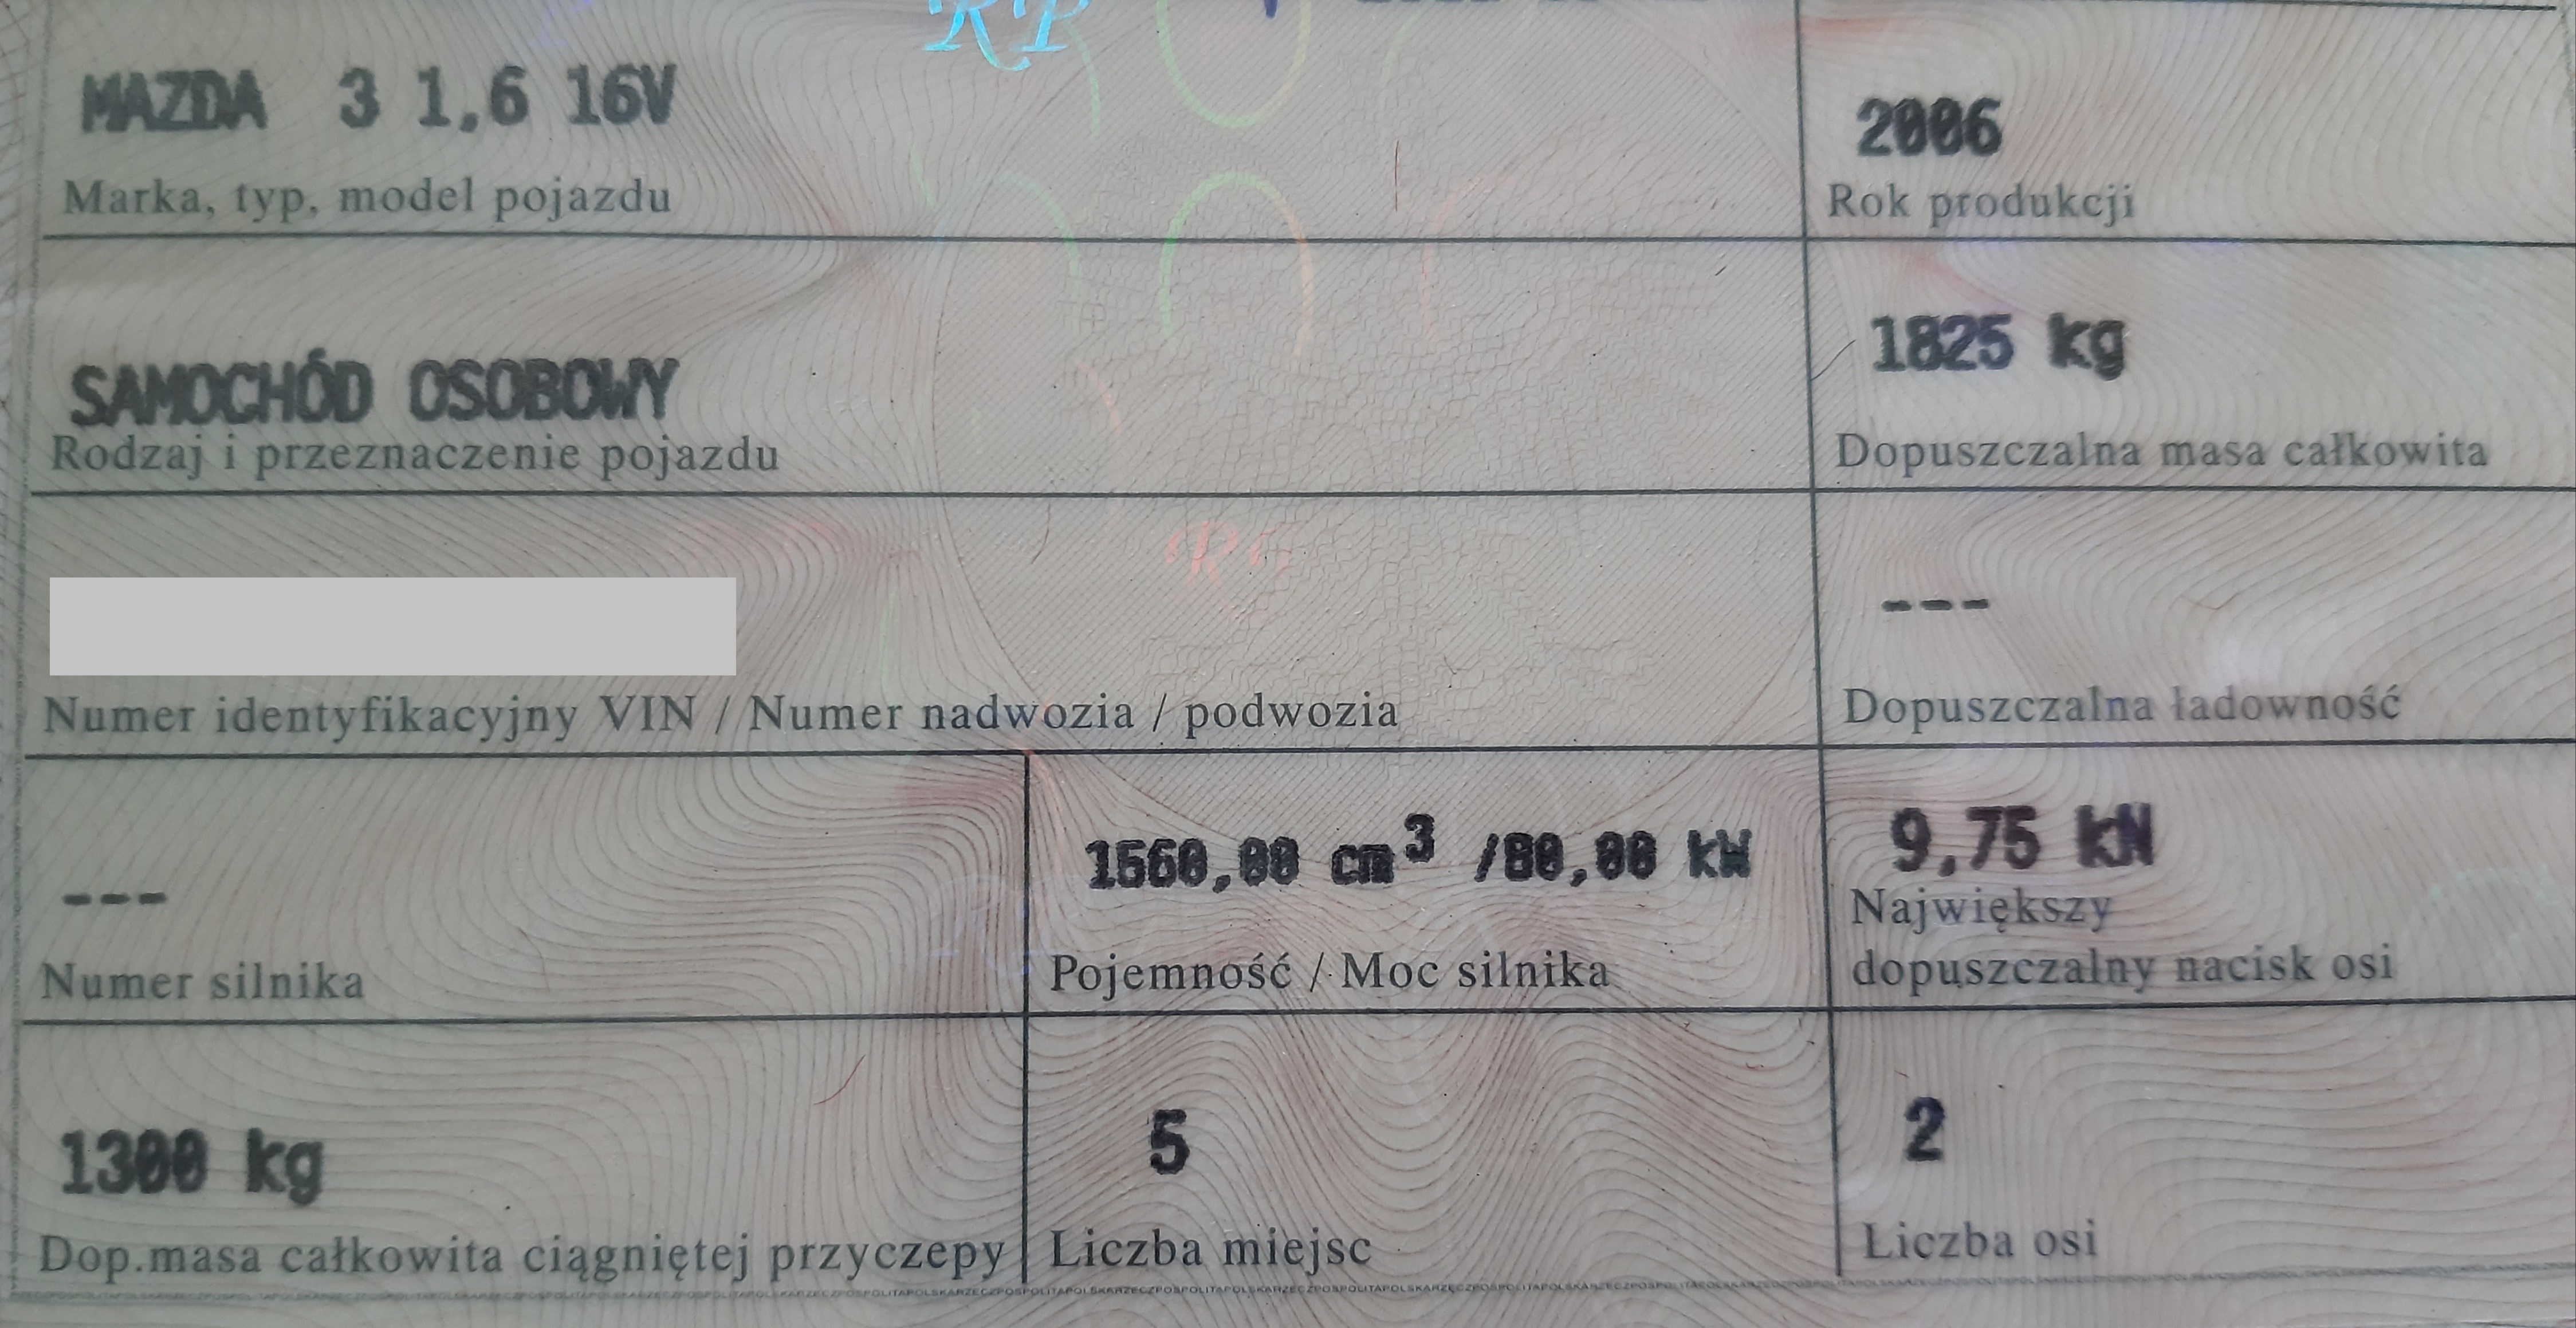 MAZDA 3 1,6 16V
Marka, typ, model pojazdu
2006
Rok produkcji
SAMOCHÓD OSOBOWY
Rodzaj i przeznaczenie pojazdu
1825 kg
Dopuszczalna masa całkowita
Numer identyfikacyjny VIN / Numer nadwozia / podwozia
---
Dopuszczalna ładowność
---
Numer silnika
1560,00 cm³ /80,00 kW
Pojemność / Moc silnika
9,75 kN
Największy
dopuszczalny nacisk osi
1300 kg
Dop.masa całkowita ciągniętej przyczepy
5
Liczba miejsc
2
Liczba osi